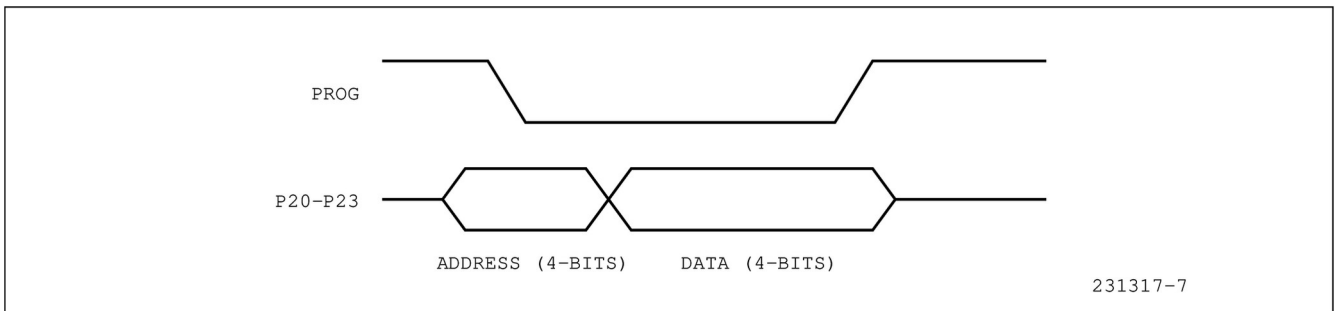 PROG
P20-P23
ADDRESS (4-BITS) DATA (4-BITS)
231317-7